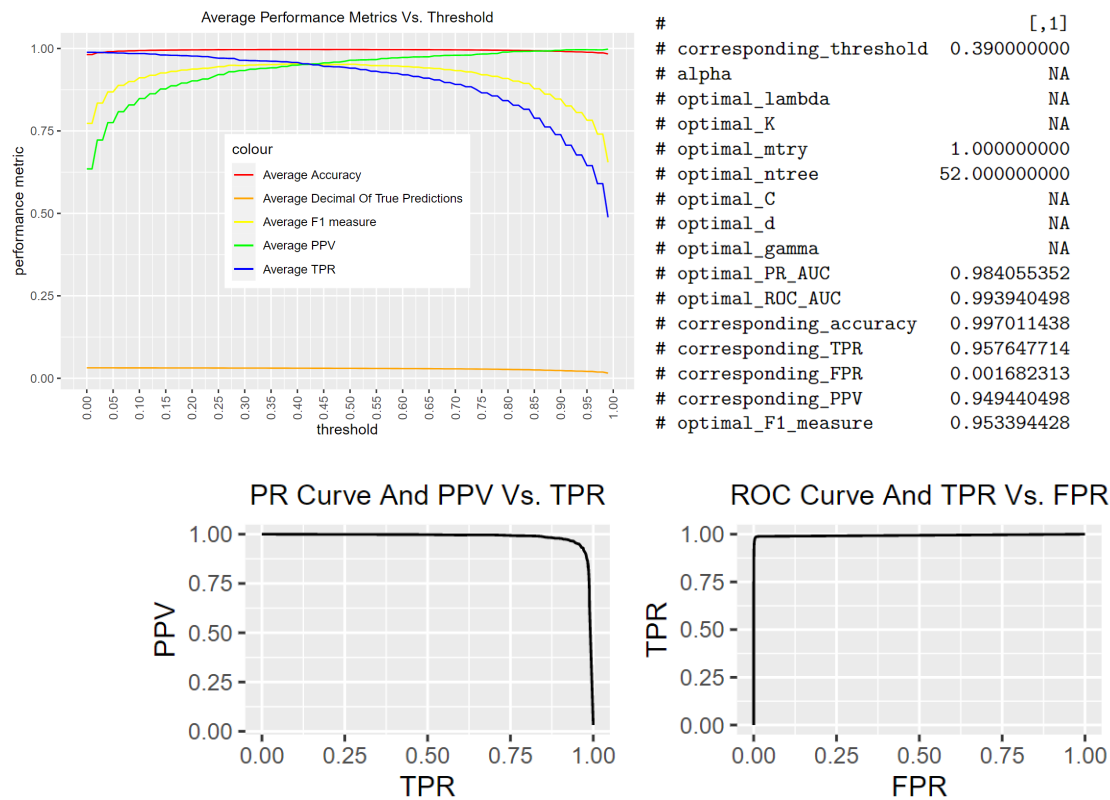 Average Performance Metrics Vs. Threshold
performance metric
1.00
0.75
0.50
0.25
0.00
colour
Average Accuracy
Average Decimal Of True Predictions
Average F1 measure
Average PPV
Average TPR
0.00 0.05 0.10 0.15 0.20 0.25 0.30 0.35 0.40 0.45 0.50 0.55 0.60 0.65 0.70 0.75 0.80 0.85 0.90 0.95 1.00
threshold
# [,1]
# corresponding_threshold 0.390000000
# alpha NA
# optimal_lambda NA
# optimal_K NA
# optimal_mtry 1.000000000
# optimal_ntree 52.000000000
# optimal_C NA
# optimal_d NA
# optimal_gamma NA
# optimal_PR_AUC 0.984055352
# optimal_ROC_AUC 0.993940498
# corresponding_accuracy 0.997011438
# corresponding_TPR 0.957647714
# corresponding_FPR 0.001682313
# corresponding_PPV 0.949440498
# optimal_F1_measure 0.953394428
PR Curve And PPV Vs. TPR
PPV
1.00
0.75
0.50
0.25
0.00
0.00 0.25 0.50 0.75 1.00
TPR
ROC Curve And TPR Vs. FPR
TPR
1.00
0.75
0.50
0.25
0.00
0.00 0.25 0.50 0.75 1.00
FPR